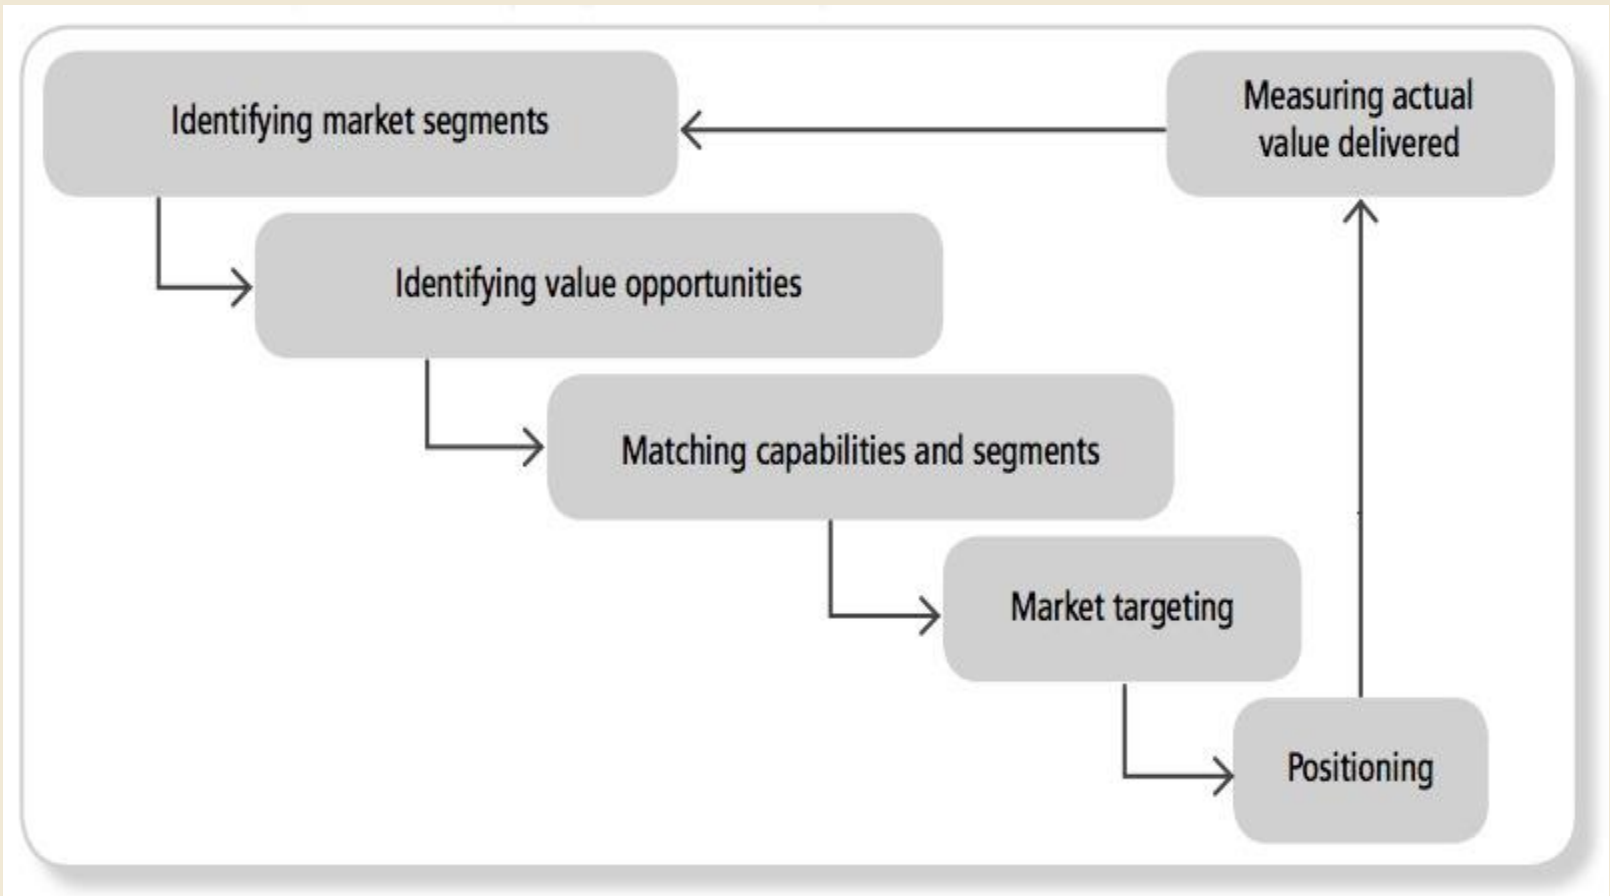 Identifying market segments
Measuring actual
value delivered
Identifying value opportunities
Matching capabilities and segments
Market targeting
Positioning